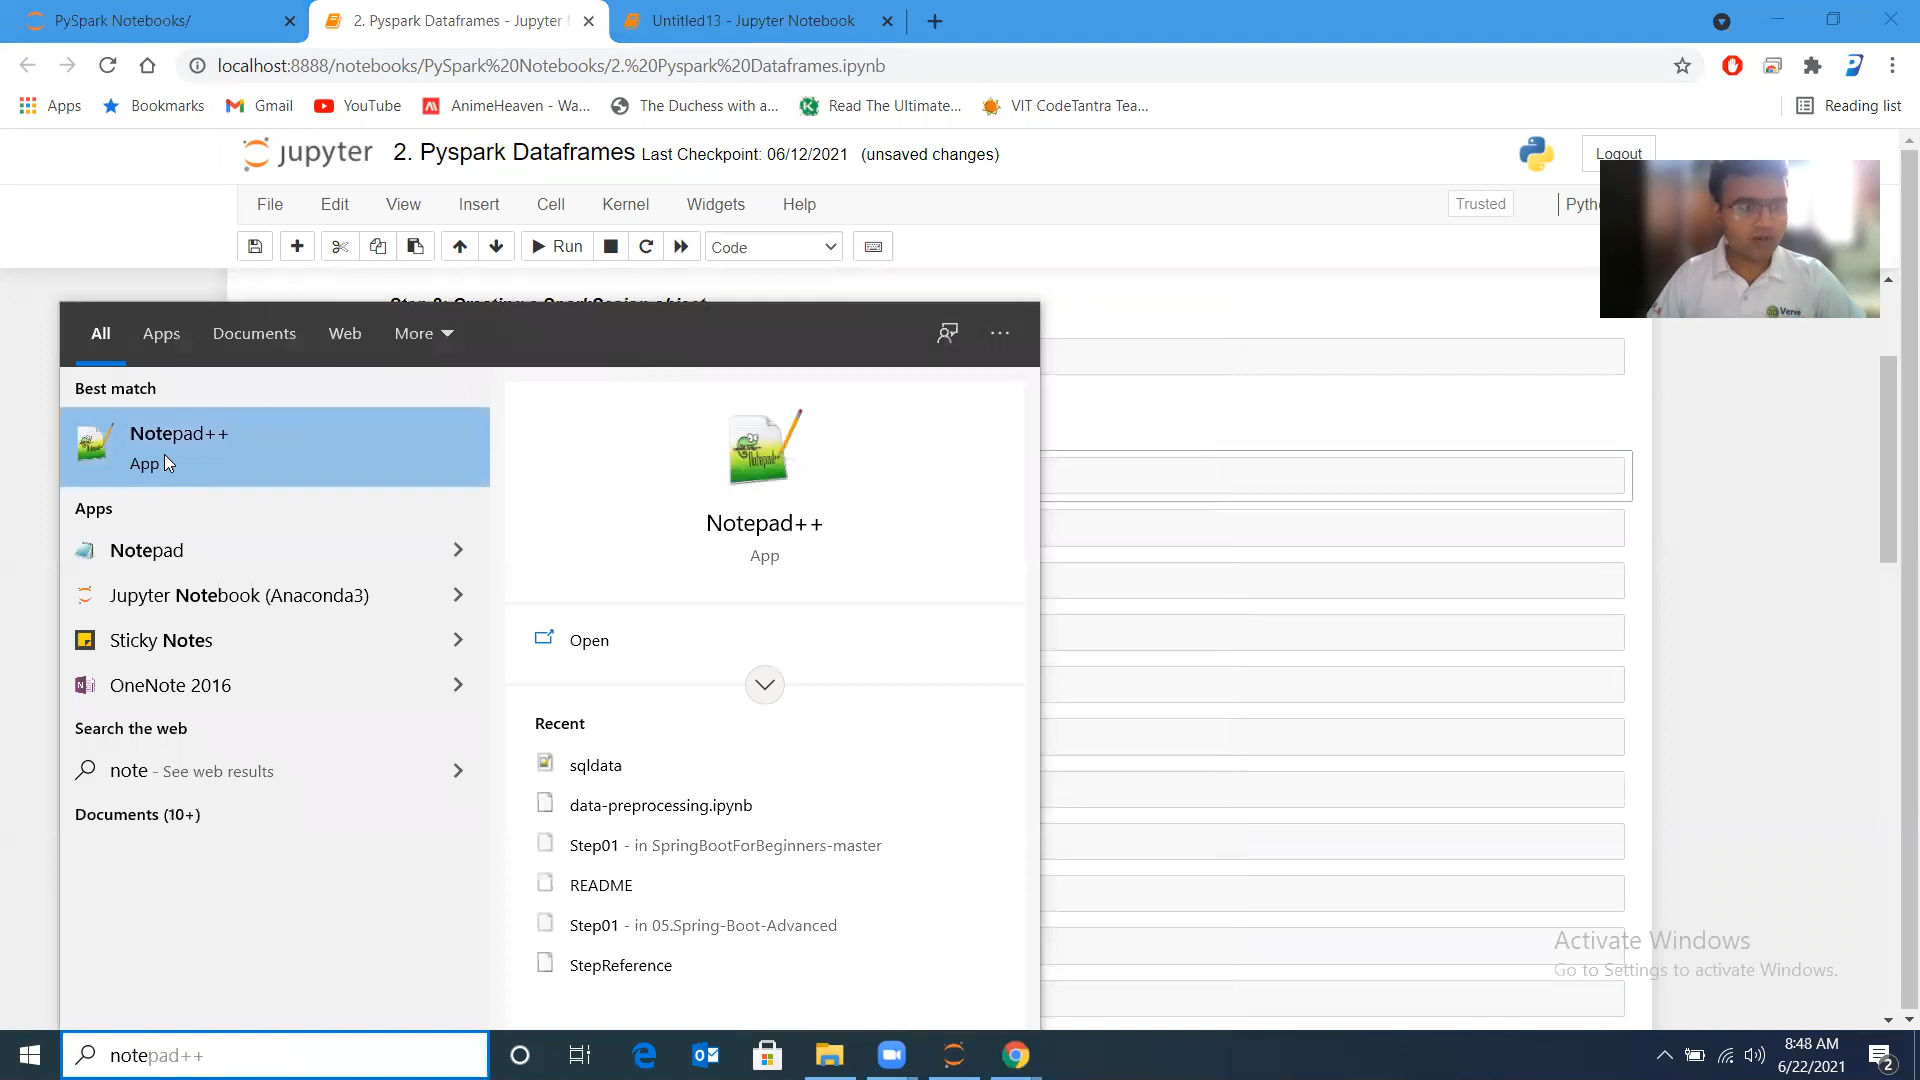 PySpark Notebooks/
2. Pyspark Dataframes - Jupyter
Untitled13 - Jupyter Notebook
localhost:8888/notebooks/PySpark%20Notebooks/2.%20Pyspark%20Dataframes.ipynb
Apps
Bookmarks
Gmail
YouTube
AnimeHeaven - Wa...
The Duchess with a...
Read The Ultimate...
VIT CodeTantra Tea...
Reading list
jupyter
2. Pyspark Dataframes Last Checkpoint: 06/12/2021 (unsaved changes)
Logout
File Edit View Insert Cell Kernel Widgets Help
Trusted
Pyth
Run
Code
Verve
All Apps Documents Web More
Best match
Notepad++
App
Apps
Notepad
Jupyter Notebook (Anaconda3)
Sticky Notes
OneNote 2016
Search the web
note - See web results
Documents (10+)
Notepad++
App
Open
Recent
sqldata
data-preprocessing.ipynb
Step01 - in SpringBootForBeginners-master
README
Step01 - in 05.Spring-Boot-Advanced
StepReference
Activate Windows
Go to Settings to activate Windows.
notepad++
8:48 AM
6/22/2021
2